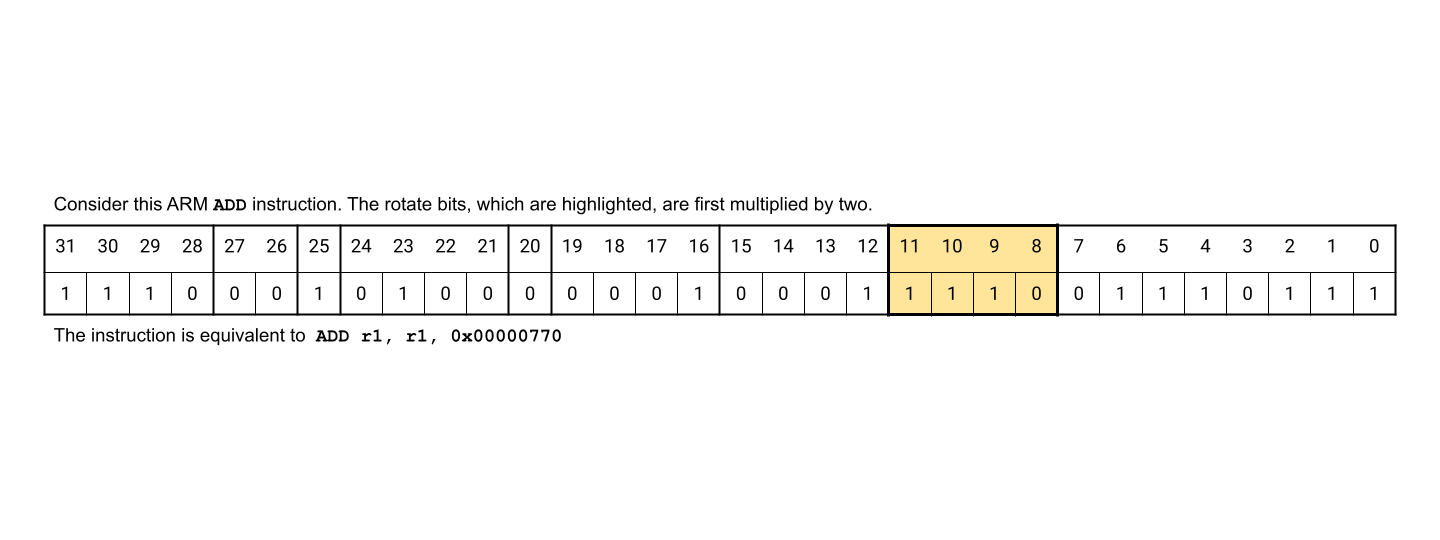 Consider this ARM ADD instruction. The rotate bits, which are highlighted, are first multiplied by two.
31 30 29 28 27 26 25 24 23 22 21 20 19 18 17 16 15 14 13 12 11 10 9 8 7 6 5 4 3 2 1 0
1 1 1 0 0 0 1 0 1 0 0 0 0 0 0 1 0 0 0 1 1 1 1 0 0 1 1 1 0 1 1 1
The instruction is equivalent to ADD r1, r1, 0x00000770